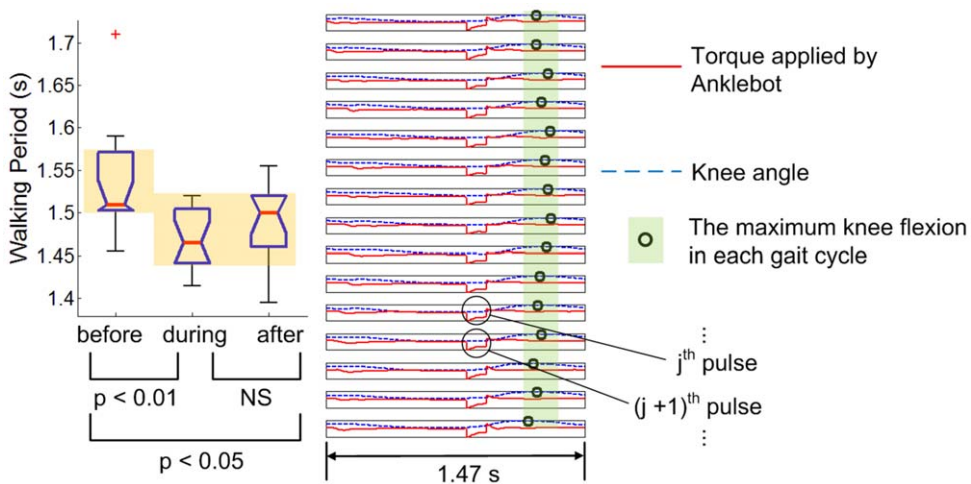 Walking Period (s)
1.7
1.65
1.6
1.55
1.5
1.45
1.4
before during after
p < 0.01 NS
p < 0.05
1.47 s
Torque applied by
Anklebot
Knee angle
The maximum knee flexion
in each gait cycle
⋮
jth pulse
(j +1)th pulse
⋮